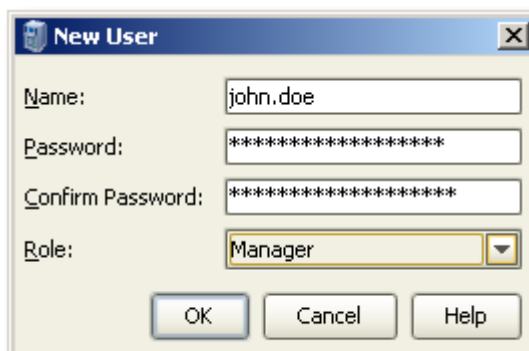 New User
Name: john.doe
Password: ******************
Confirm Password: *******************
Role: Manager
OK Cancel Help